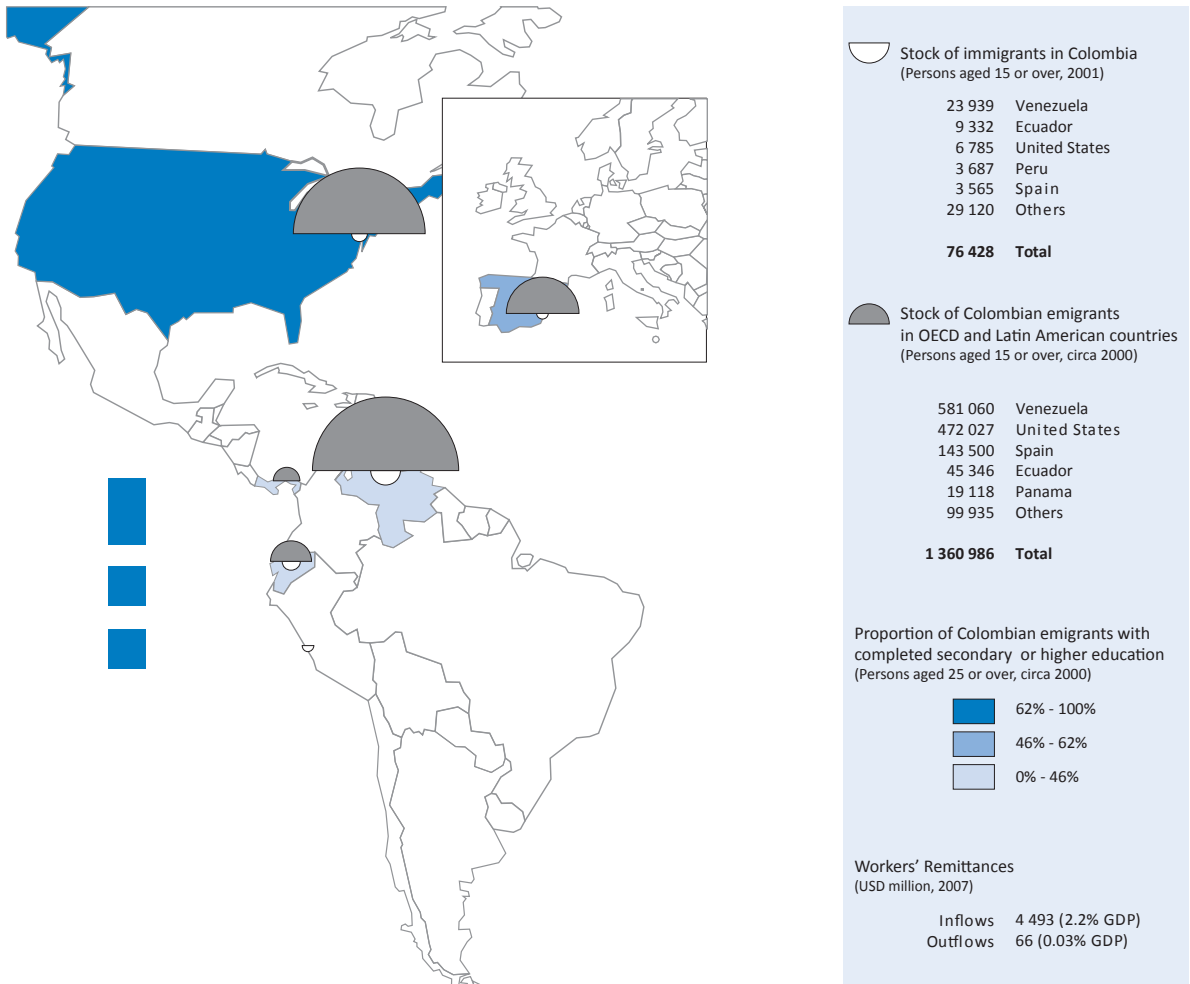 Stock of immigrants in Colombia
(Persons aged 15 or over, 2001)
23 939 Venezuela
9 332 Ecuador
6 785 United States
3 687 Peru
3 565 Spain
29 120 Others
76 428 Total
Stock of Colombian emigrants
in OECD and Latin American countries
(Persons aged 15 or over, circa 2000)
581 060 Venezuela
472 027 United States
143 500 Spain
45 346 Ecuador
19 118 Panama
99 935 Others
1 360 986 Total
Proportion of Colombian emigrants with
completed secondary or higher education
(Persons aged 25 or over, circa 2000)
62% - 100%
46% - 62%
0% - 46%
Workers’ Remittances
(USD million, 2007)
Inflows 4 493 (2.2% GDP)
Outflows 66 (0.03% GDP)